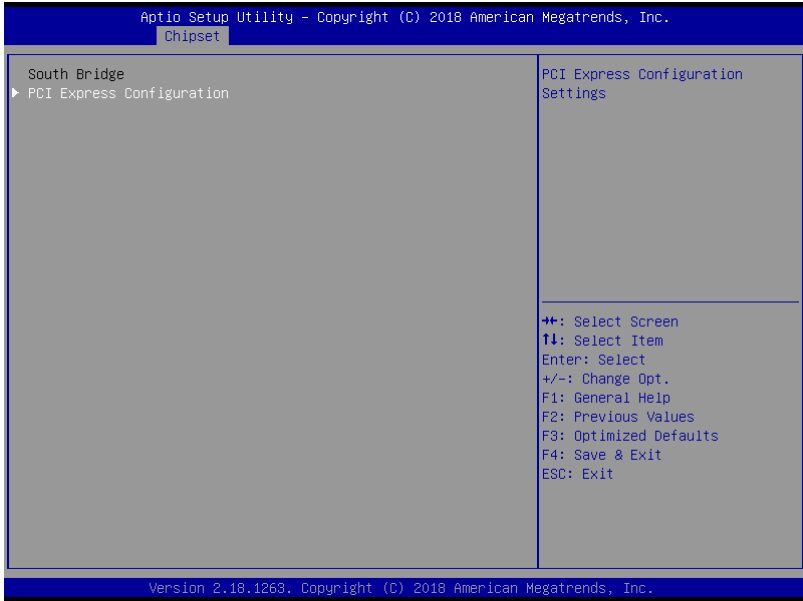 Aptio Setup Utility – Copyright (C) 2018 American Megatrends, Inc.
Chipset
South Bridge
▶ PCI Express Configuration
PCI Express Configuration
Settings
→←: Select Screen
↑↓: Select Item
Enter: Select
+/-: Change Opt.
F1: General Help
F2: Previous Values
F3: Optimized Defaults
F4: Save & Exit
ESC: Exit
Version 2.18.1263. Copyright (C) 2018 American Megatrends, Inc.